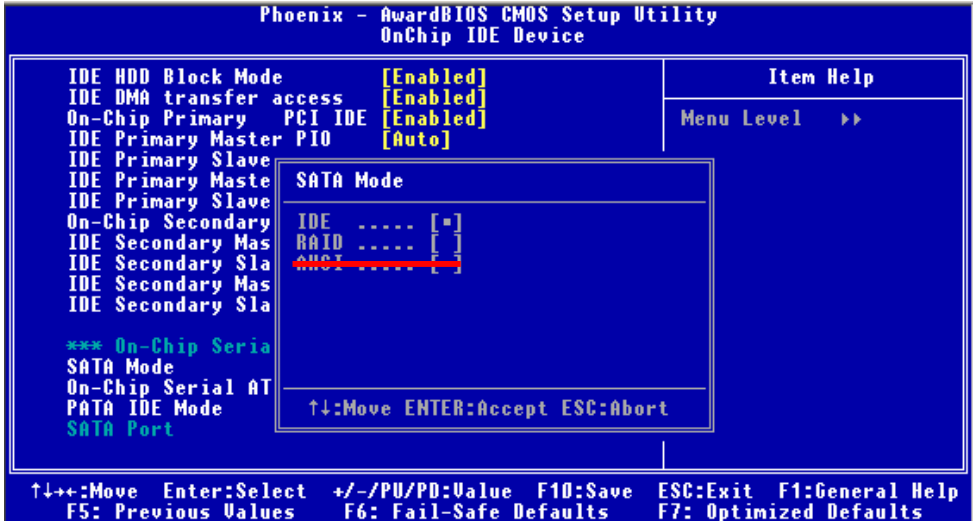 Phoenix - AwardBIOS CMOS Setup Utility
OnChip IDE Device
IDE HDD Block Mode [Enabled]
IDE DMA transfer access [Enabled]
On-Chip Primary PCI IDE [Enabled]
IDE Primary Master PIO [Auto]
IDE Primary Slave
IDE Primary Maste
IDE Primary Slave
On-Chip Secondary
IDE Secondary Mas
IDE Secondary Sla
IDE Secondary Mas
IDE Secondary Sla
*** On-Chip Seria
SATA Mode
On-Chip Serial AT
PATA IDE Mode
SATA Port
SATA Mode
IDE ..... [▪]
RAID ..... [ ]
AHCI ..... [ ]
↑↓:Move ENTER:Accept ESC:Abort
Item Help
Menu Level ▸▸
↑↓→←:Move Enter:Select +/-/PU/PD:Value F10:Save ESC:Exit F1:General Help
F5: Previous Values F6: Fail-Safe Defaults F7: Optimized Defaults